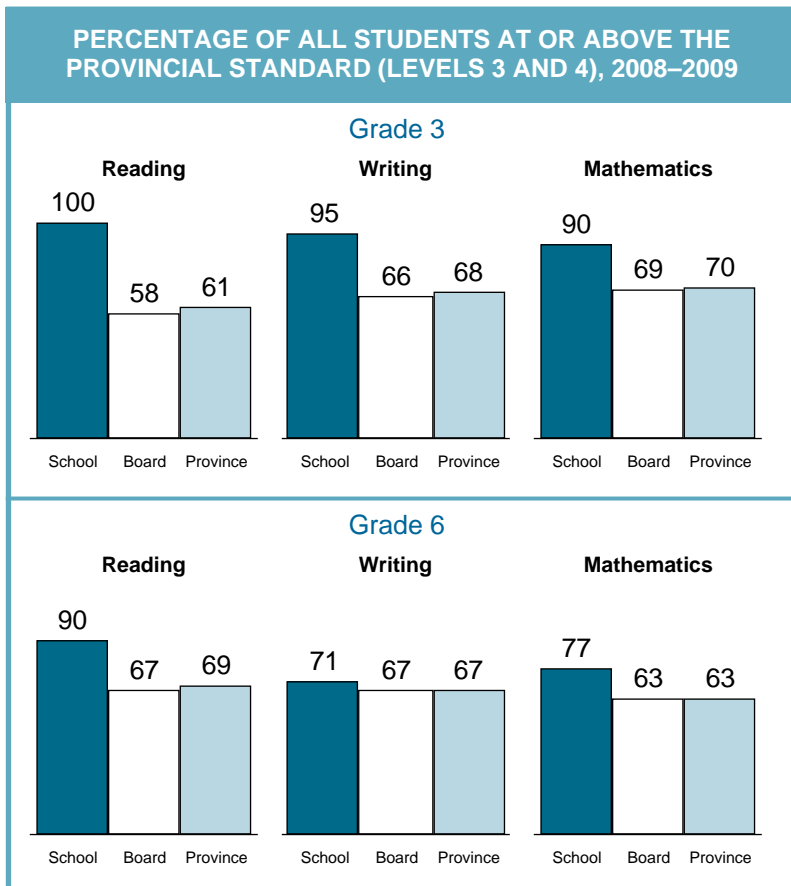 PERCENTAGE OF ALL STUDENTS AT OR ABOVE THE
PROVINCIAL STANDARD (LEVELS 3 AND 4), 2008–2009
Grade 3
Reading Writing Mathematics
100 58 61 95 66 68 90 69 70
School Board Province School Board Province School Board Province
Grade 6
Reading Writing Mathematics
90 67 69 71 67 67 77 63 63
School Board Province School Board Province School Board Province